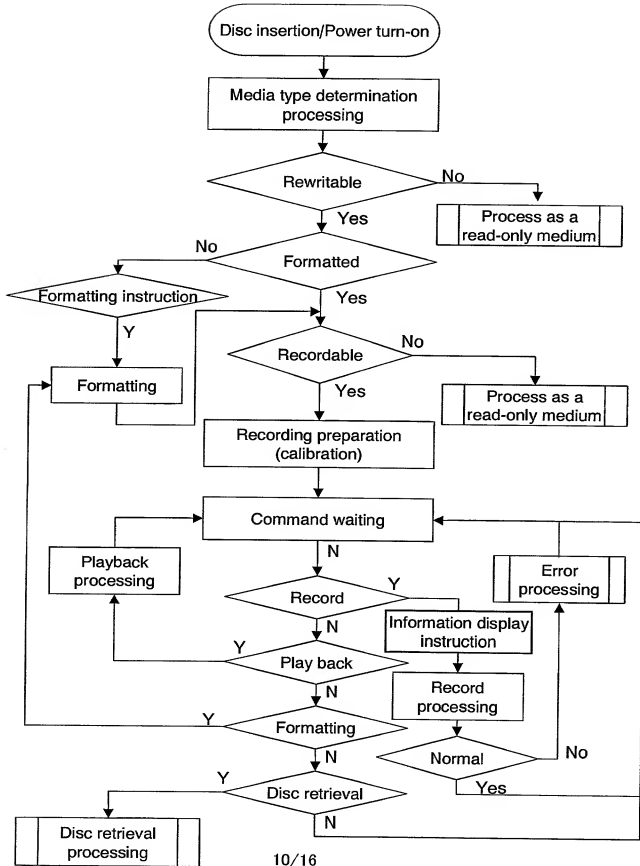 Disc insertion/Power turn-on
Media type determination
processing
Rewritable
No
Yes
Process as a
read-only medium
No
Formatted
Yes
Formatting instruction
Y
Recordable
No
Formatting
Yes
Process as a
read-only medium
Recording preparation
(calibration)
Command waiting
N
Playback
processing
Error
processing
Record
Y
N
Information display
instruction
Y
Play back
N
Record
processing
Y
Formatting
N
Normal
No
Yes
Y
Disc retrieval
N
Disc retrieval
processing
10/16